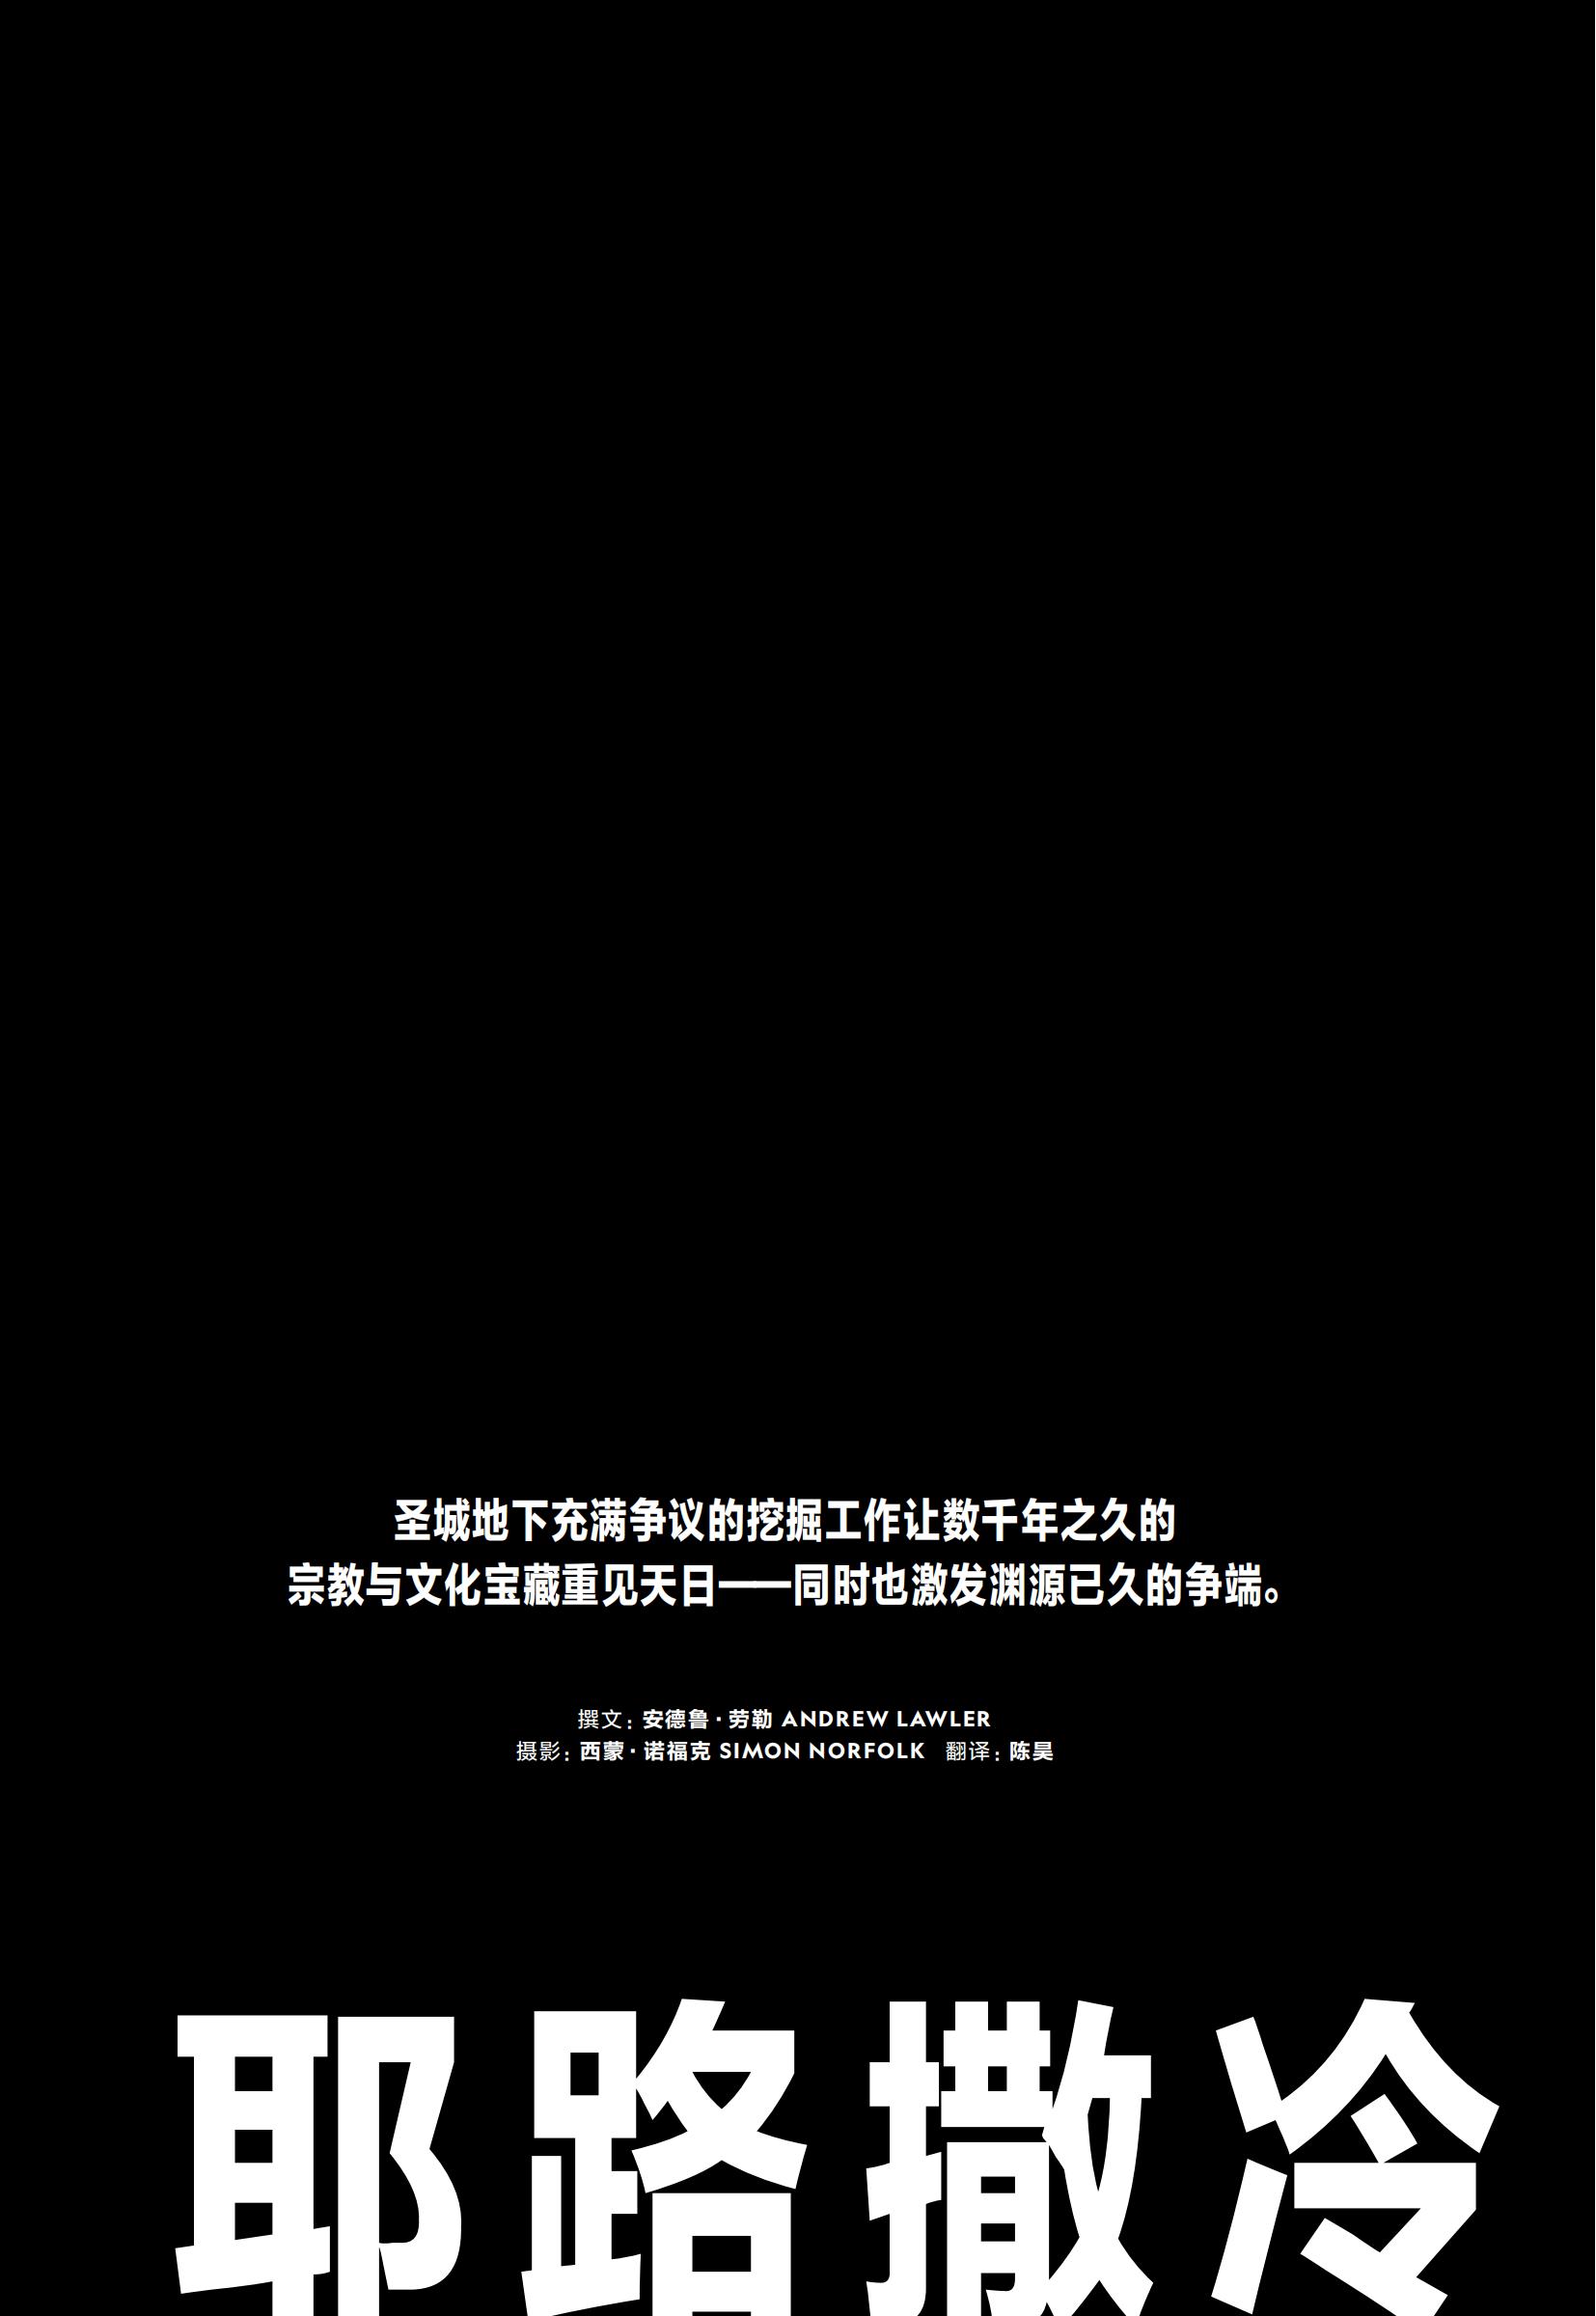 圣城地下充满争议的挖掘工作让数千年之久的
宗教与文化宝藏重见天日——同时也激发渊源已久的争端。
撰文：安德鲁·劳勒 ANDREW LAWLER
摄影：西蒙·诺福克 SIMON NORFOLK 翻译：陈昊
耶路撒冷